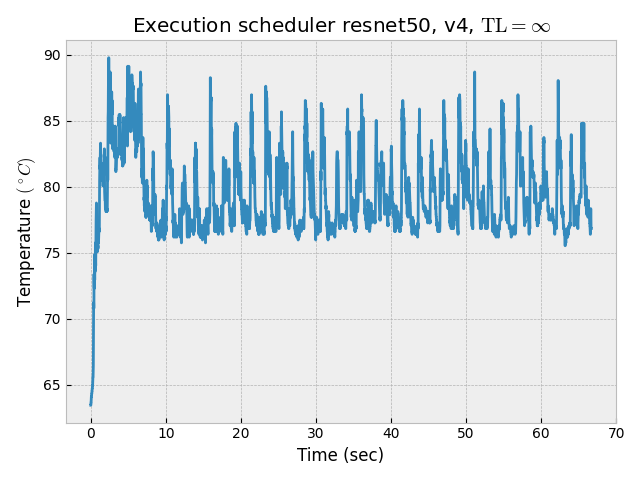 Execution scheduler resnet50, v4, TL = ∞
Temperature (°C)
90
85
80
75
70
65
0 10 20 30 40 50 60 70
Time (sec)